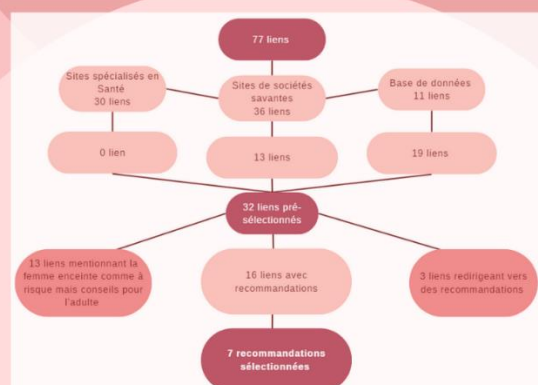 77 liens
Sites spécialisés en
Santé
30 liens
Sites de sociétés
savantes
36 liens
Base de données
11 liens
0 lien
13 liens
19 liens
32 liens pré-
sélectionnés
13 liens mentionnant la
femme enceinte comme à
risque mais conseils pour
l'adulte
16 liens avec
recommandations
3 liens redirigeant vers
des recommandations
7 recommandations
sélectionnées